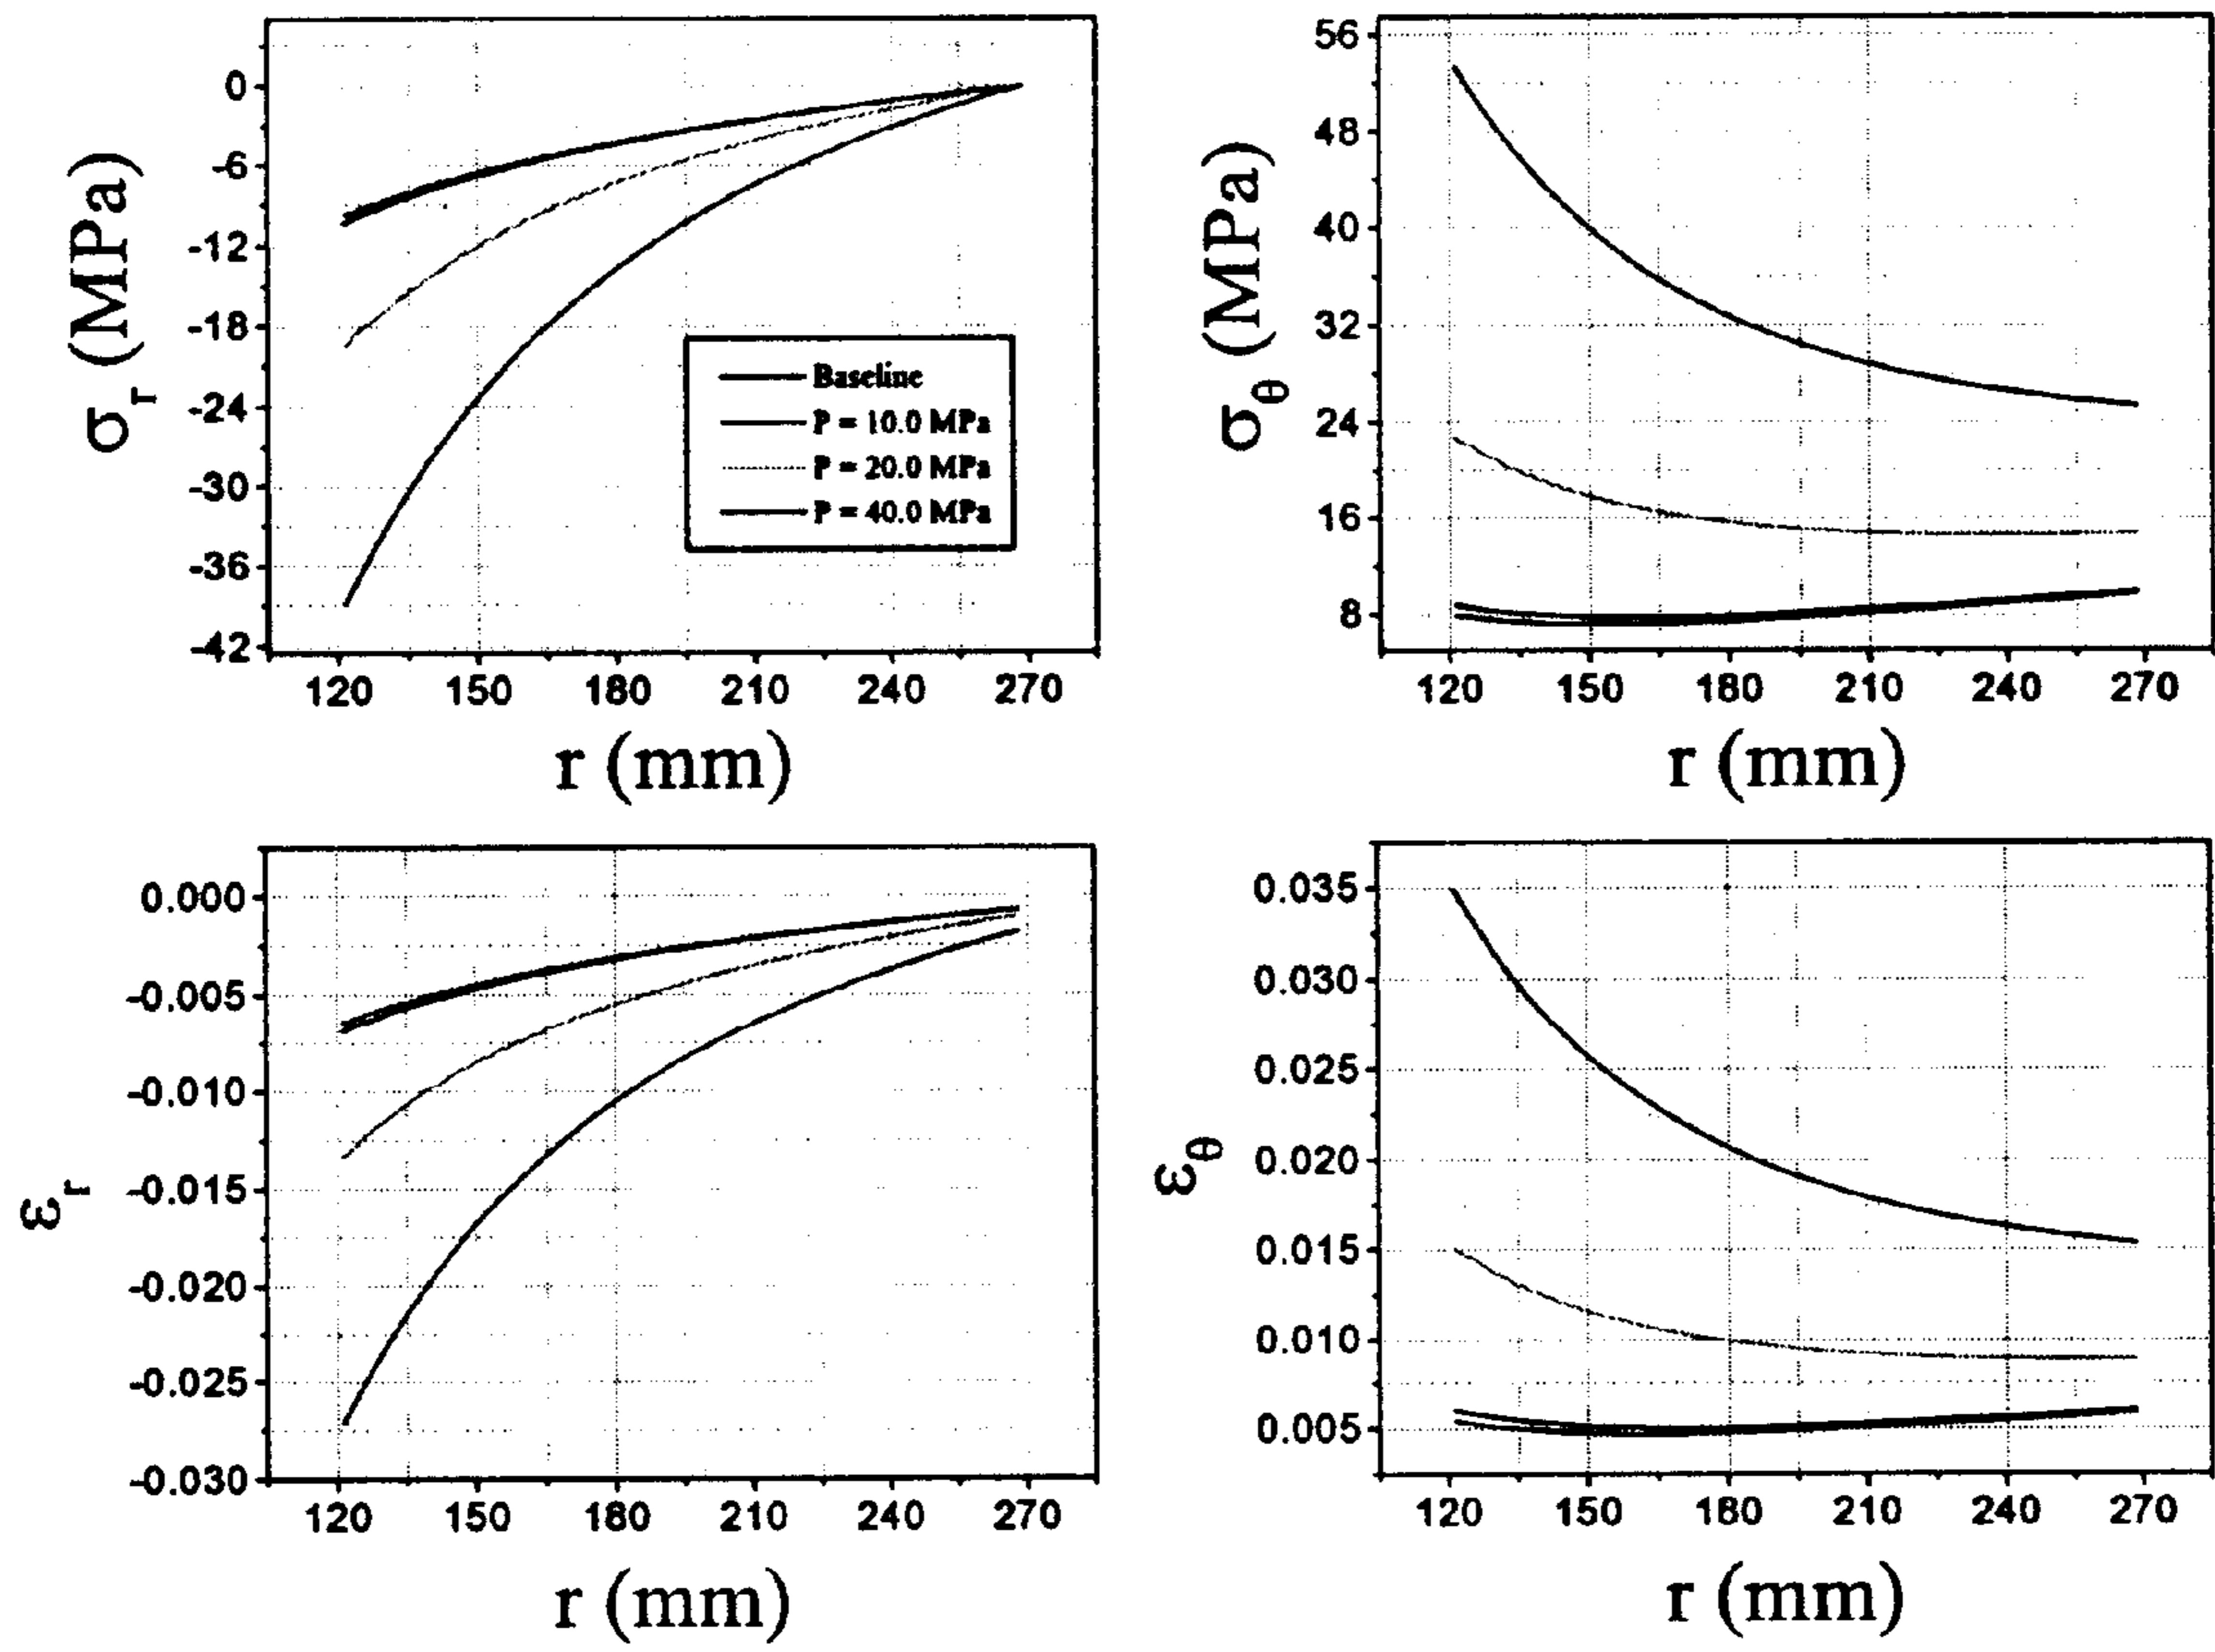 σr (MPa)
0
-6
-12
-18
-24
-30
-36
-42
Baseline
P = 10.0 MPa
P = 20.0 MPa
P = 40.0 MPa
120 150 180 210 240 270
r (mm)
σθ (MPa)
56
48
40
32
24
16
8
120 150 180 210 240 270
r (mm)
εr
0.000
-0.005
-0.010
-0.015
-0.020
-0.025
-0.030
120 150 180 210 240 270
r (mm)
εθ
0.035
0.030
0.025
0.020
0.015
0.010
0.005
120 150 180 210 240 270
r (mm)